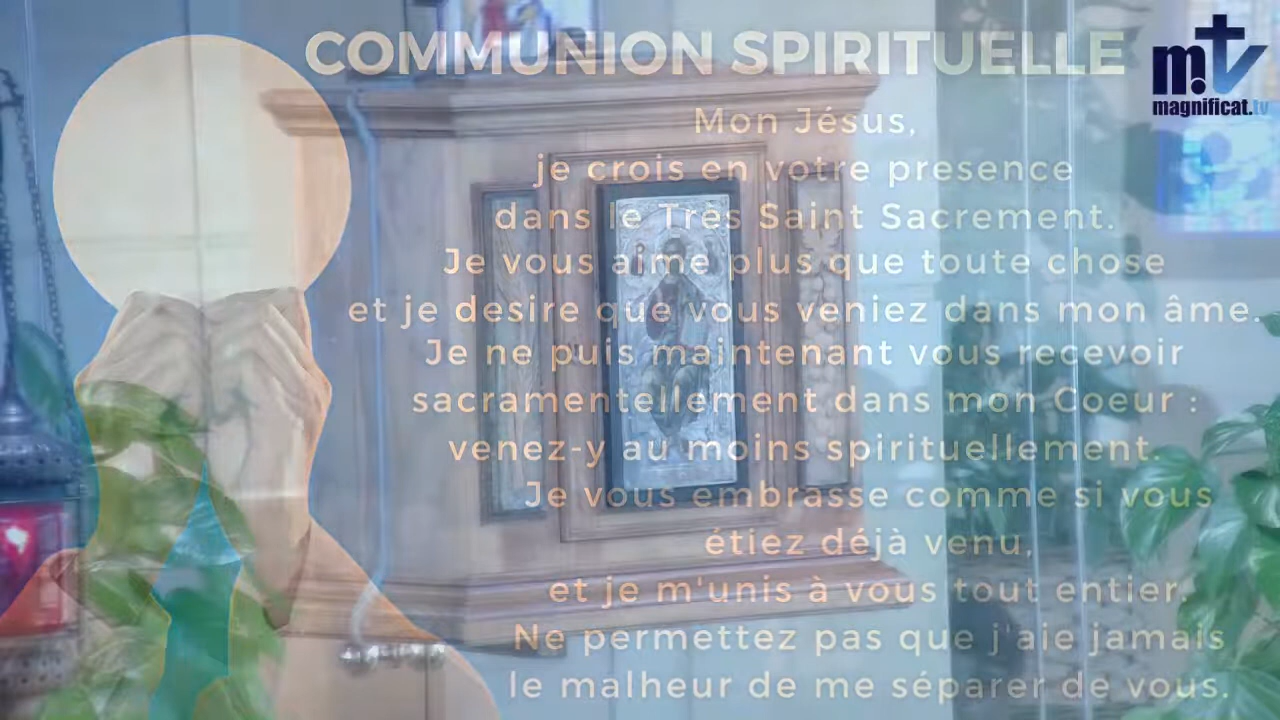 COMMUNION SPIRITUELLE
Mon Jésus,
je crois en votre presence
dans le Très Saint Sacrement.
Je vous aime plus que toute chose
et je desire que vous veniez dans mon âme.
Je ne puis maintenant vous recevoir
sacramentellement dans mon Coeur :
venez-y au moins spirituellement.
Je vous embrasse comme si vous
étiez déjà venu,
et je m'unis à vous tout entier.
Ne permettez pas que j'aie jamais
le malheur de me séparer de vous.
mtv
magnificat.tv